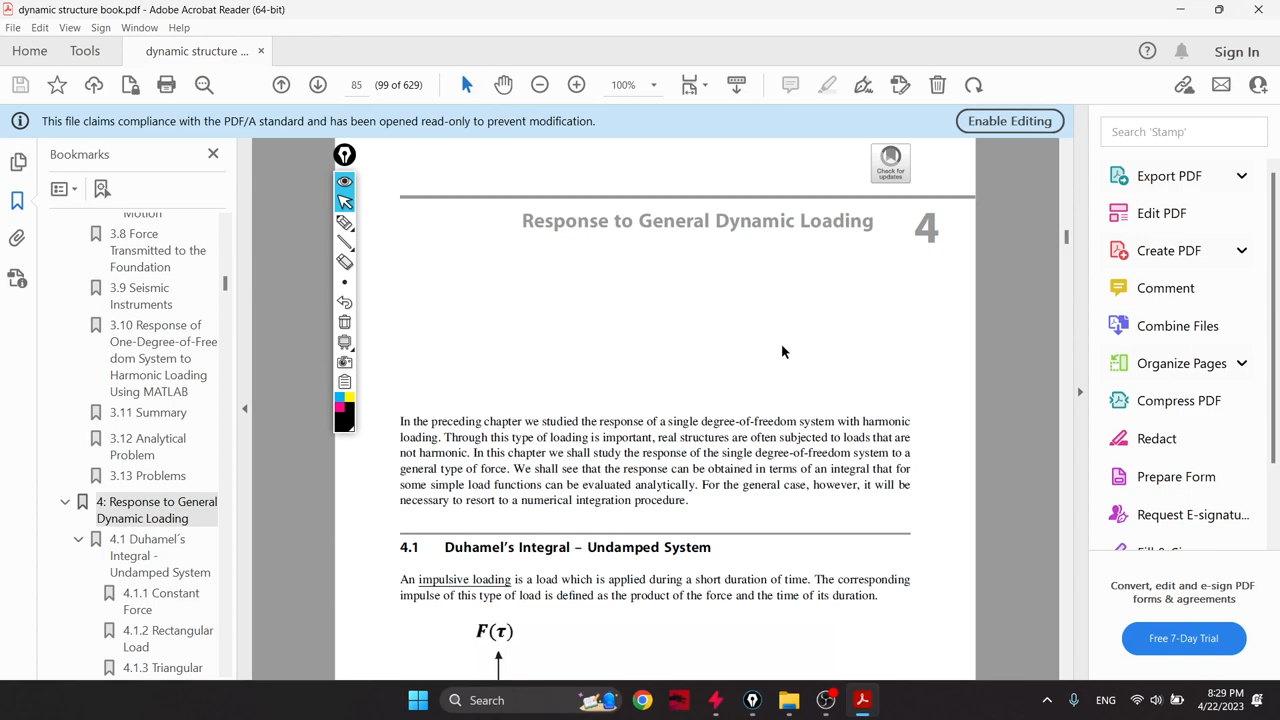 dynamic structure book.pdf - Adobe Acrobat Reader (64-bit)
File Edit View Sign Window Help
Home Tools dynamic structure ... × Sign In
85 (99 of 629) 100%
This file claims compliance with the PDF/A standard and has been opened read-only to prevent modification. Enable Editing
Bookmarks
Motion
3.8 Force
Transmitted to the
Foundation
3.9 Seismic
Instruments
3.10 Response of
One-Degree-of-Free
dom System to
Harmonic Loading
Using MATLAB
3.11 Summary
3.12 Analytical
Problem
3.13 Problems
4: Response to General
Dynamic Loading
4.1 Duhamel´s
Integral -
Undamped System
4.1.1 Constant
Force
4.1.2 Rectangular
Load
4.1.3 Triangular
Check for
updates
Response to General Dynamic Loading 4
In the preceding chapter we studied the response of a single degree-of-freedom system with harmonic
loading. Through this type of loading is important, real structures are often subjected to loads that are
not harmonic. In this chapter we shall study the response of the single degree-of-freedom system to a
general type of force. We shall see that the response can be obtained in terms of an integral that for
some simple load functions can be evaluated analytically. For the general case, however, it will be
necessary to resort to a numerical integration procedure.
4.1 Duhamel's Integral – Undamped System
An impulsive loading is a load which is applied during a short duration of time. The corresponding
impulse of this type of load is defined as the product of the force and the time of its duration.
F(τ)
Search 'Stamp'
Export PDF
Edit PDF
Create PDF
Comment
Combine Files
Organize Pages
Compress PDF
Redact
Prepare Form
Request E-signatu...
Convert, edit and e-sign PDF
forms & agreements
Free 7-Day Trial
Search
ENG
8:29 PM
4/22/2023